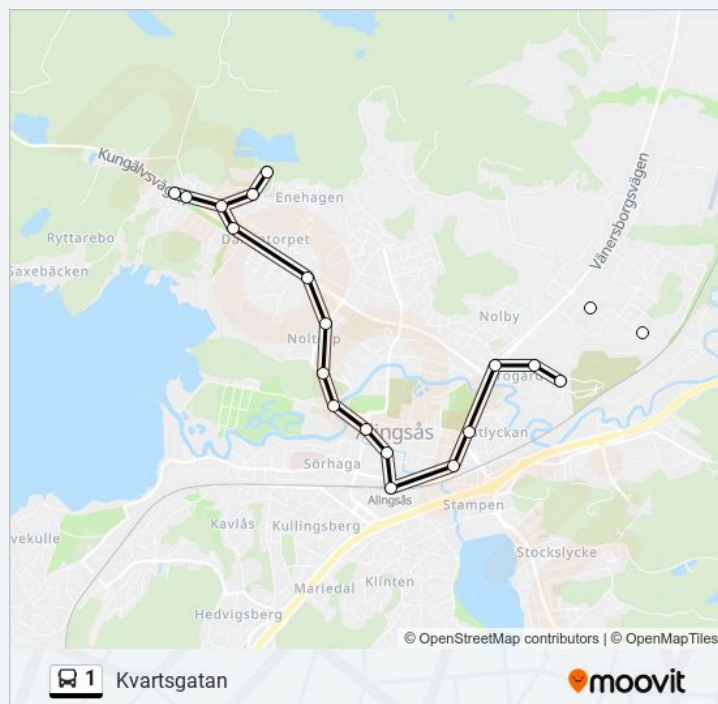 Kungälvsväg
Enehagen
Ryttarebo
Saxebäcken
Vänersborgsvägen
Nolby
Alingsås
Sörhaga
Alingsås
Stampen
Kavlås
Kullingsberg
Stockslycke
Klinten
Mariedal
Hedvigsberg
© OpenStreetMap contributors | © OpenMapTiles
1 Kvartsgatan
moovit